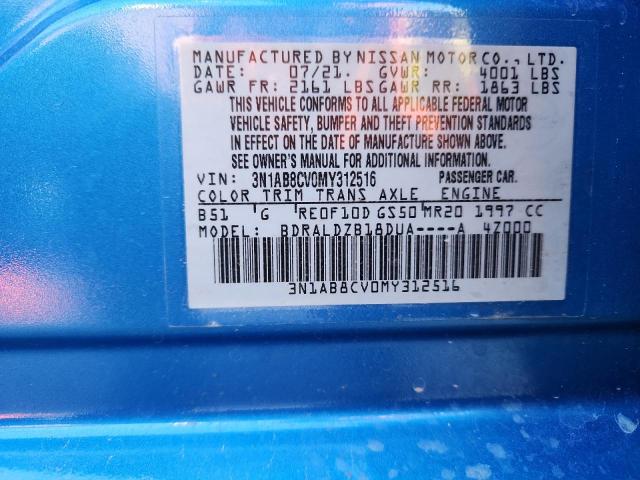 MANUFACTURED BY NISSAN MOTOR CO., LTD.
DATE: 07/21. GVWR: 4001 LBS
GAWR FR: 2161 LBS GAWR RR: 1863 LBS
THIS VEHICLE CONFORMS TO ALL APPLICABLE FEDERAL MOTOR
VEHICLE SAFETY, BUMPER AND THEFT PREVENTION STANDARDS
IN EFFECT ON THE DATE OF MANUFACTURE SHOWN ABOVE.
SEE OWNER'S MANUAL FOR ADDITIONAL INFORMATION.
VIN: 3N1AB8CV0MY312516 PASSENGER CAR.
COLOR TRIM TRANS AXLE ENGINE
B51 G RE0F10D GS50 MR20 1997 CC
MODEL: BDRALDZB18DUA----A 4Z000
3N1AB8CV0MY312516